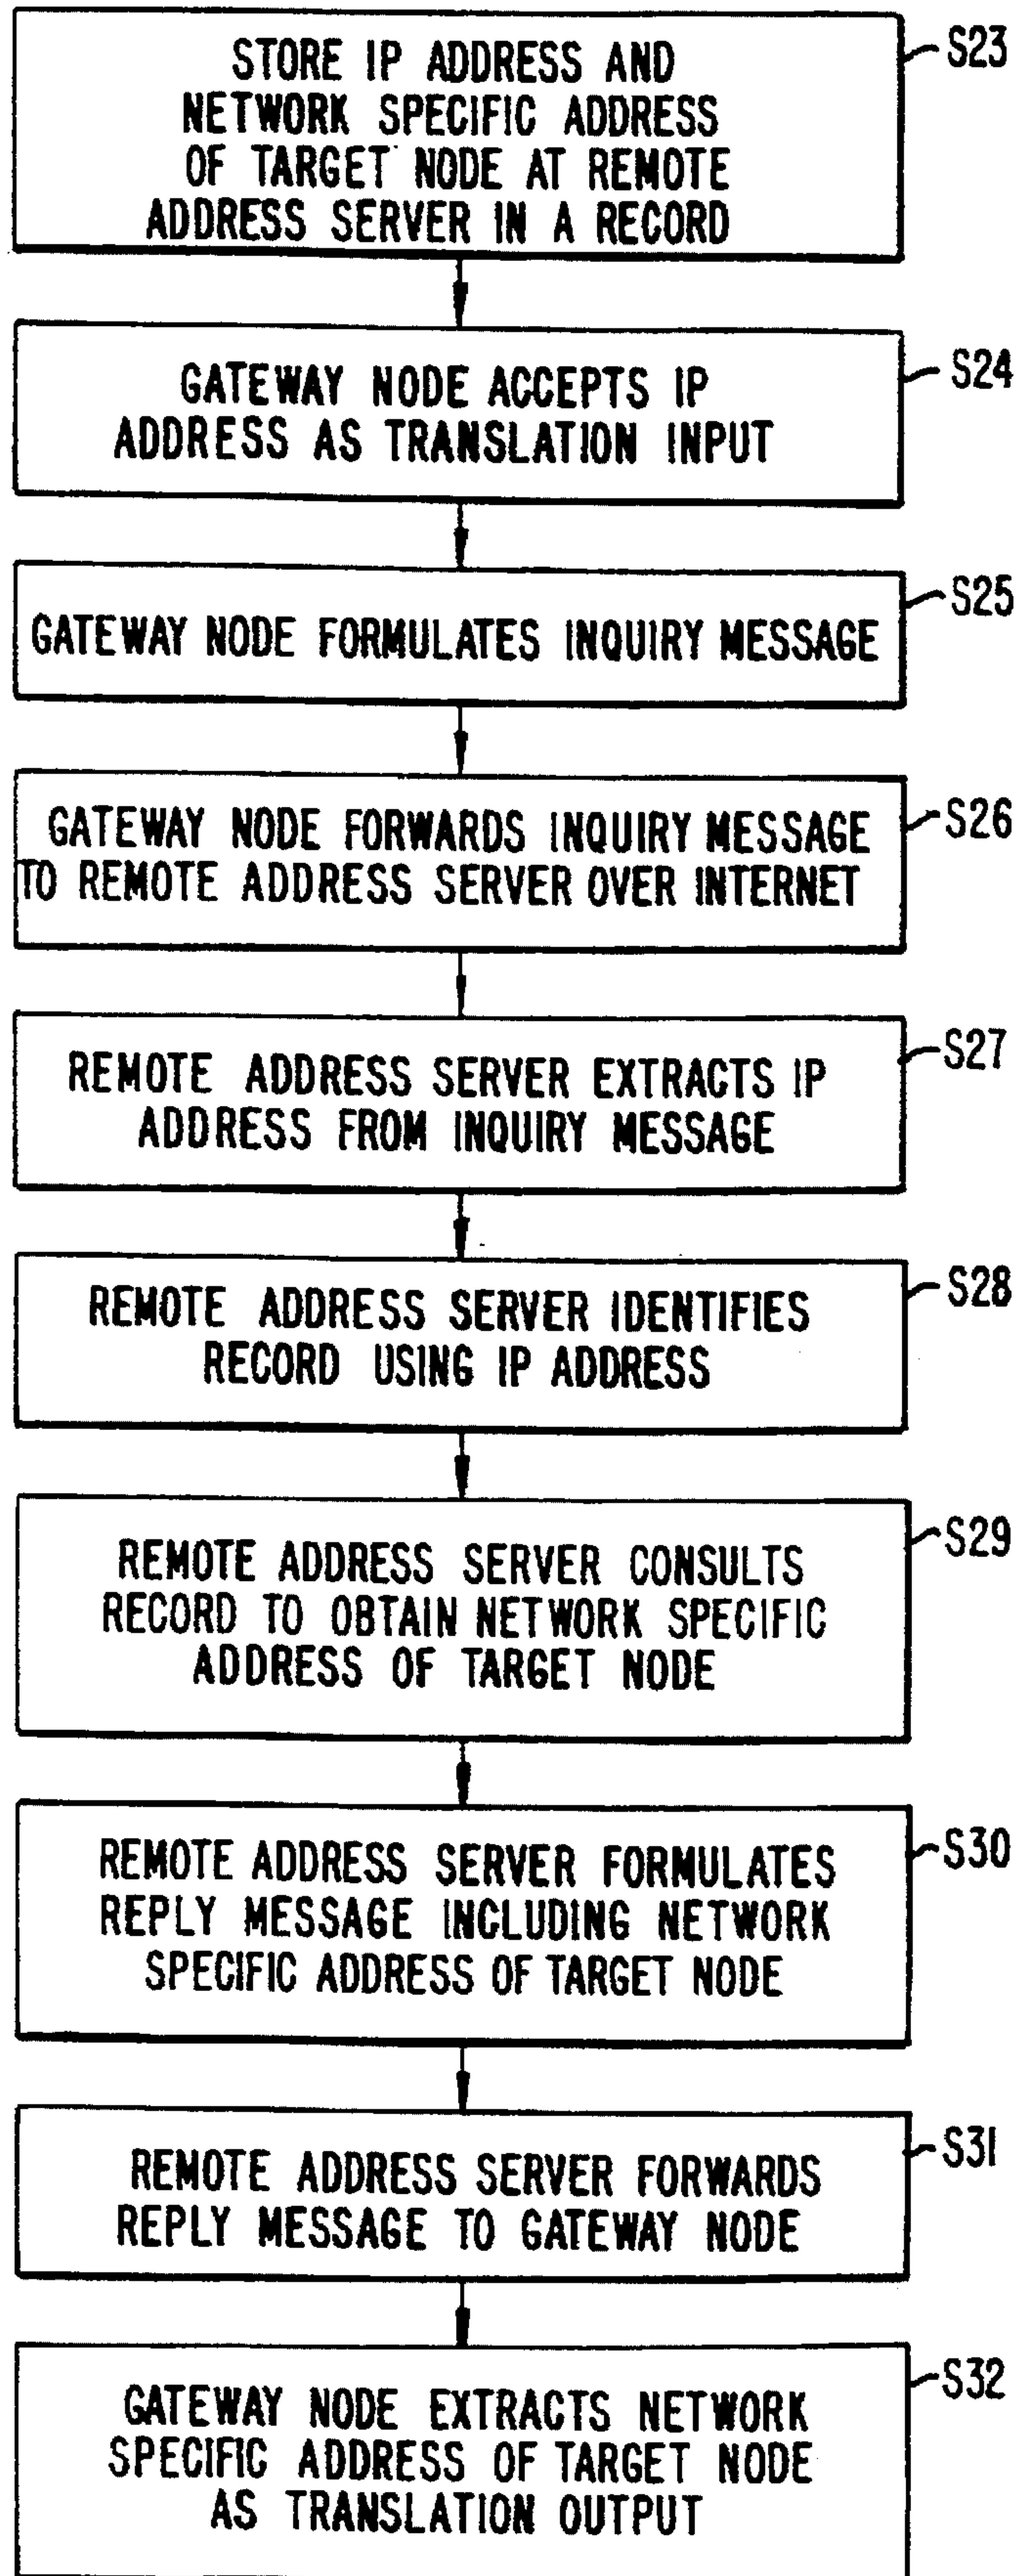 STORE IP ADDRESS AND
NETWORK SPECIFIC ADDRESS
OF TARGET NODE AT REMOTE
ADDRESS SERVER IN A RECORD
S23
GATEWAY NODE ACCEPTS IP
ADDRESS AS TRANSLATION INPUT
S24
GATEWAY NODE FORMULATES INQUIRY MESSAGE
S25
GATEWAY NODE FORWARDS INQUIRY MESSAGE
TO REMOTE ADDRESS SERVER OVER INTERNET
S26
REMOTE ADDRESS SERVER EXTRACTS IP
ADDRESS FROM INQUIRY MESSAGE
S27
REMOTE ADDRESS SERVER IDENTIFIES
RECORD USING IP ADDRESS
S28
REMOTE ADDRESS SERVER CONSULTS
RECORD TO OBTAIN NETWORK SPECIFIC
ADDRESS OF TARGET NODE
S29
REMOTE ADDRESS SERVER FORMULATES
REPLY MESSAGE INCLUDING NETWORK
SPECIFIC ADDRESS OF TARGET NODE
S30
REMOTE ADDRESS SERVER FORWARDS
REPLY MESSAGE TO GATEWAY NODE
S31
GATEWAY NODE EXTRACTS NETWORK
SPECIFIC ADDRESS OF TARGET NODE
AS TRANSLATION OUTPUT
S32